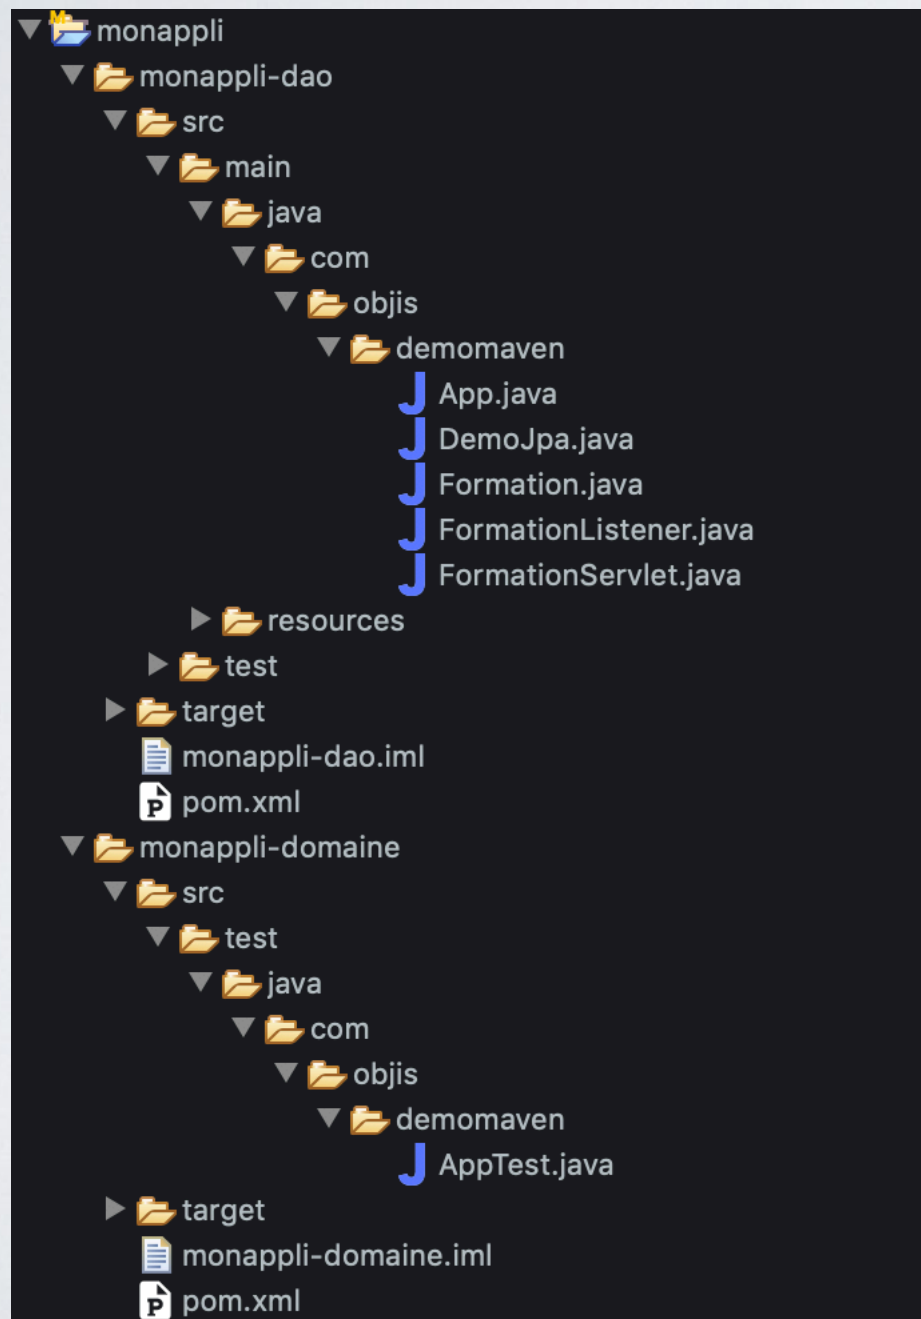 monappli
monappli-dao
src
main
java
com
objis
demomaven
App.java
DemoJpa.java
Formation.java
FormationListener.java
FormationServlet.java
resources
test
target
monappli-dao.iml
pom.xml
monappli-domaine
src
test
java
com
objis
demomaven
AppTest.java
target
monappli-domaine.iml
pom.xml